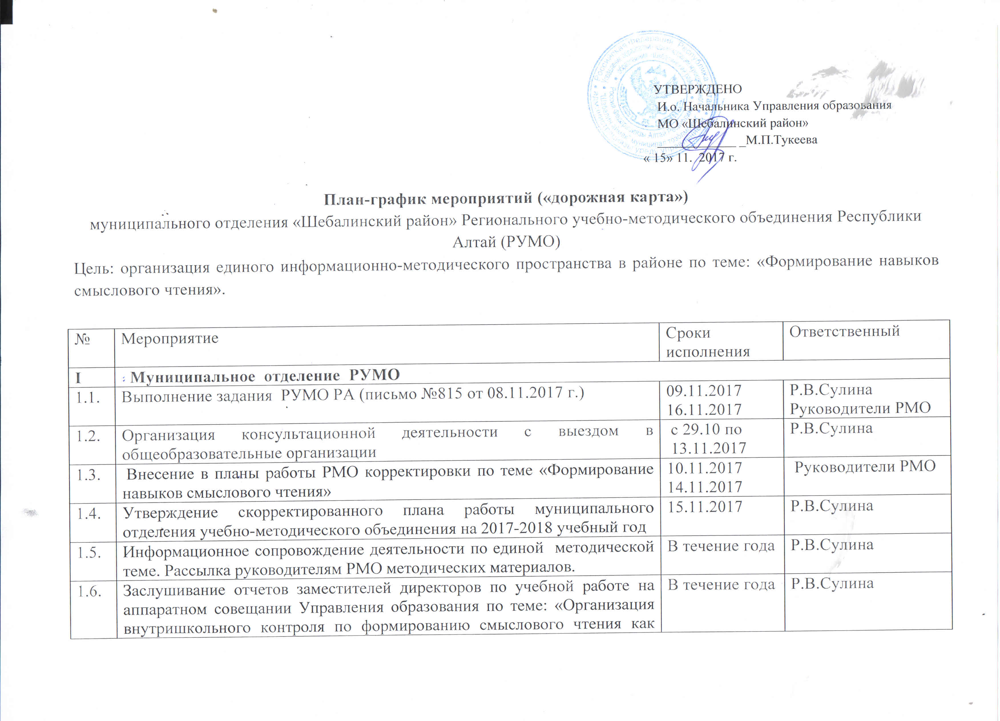 УТВЕРЖДЕНО
И.о. Начальника Управления образования
МО «Шебалинский район»
_М.П.Тукеева
« 15» 11. 2017 г.
План-график мероприятий («дорожная карта»)
муниципального отделения «Шебалинский район» Регионального учебно-методического объединения Республики
Алтай (РУМО)
Цель: организация единого информационно-методического пространства в районе по теме: «Формирование навыков
смыслового чтения».
№ Мероприятие Сроки исполнения Ответственный
I Муниципальное отделение РУМО
1.1. Выполнение задания РУМО РА (письмо №815 от 08.11.2017 г.) 09.11.2017 Р.В.Сулина
16.11.2017 Руководители РМО
1.2. Организация консультационной деятельности с выездом в с 29.10 по Р.В.Сулина
общеобразовательные организации 13.11.2017
1.3. Внесение в планы работы РМО корректировки по теме «Формирование 10.11.2017 Руководители РМО
навыков смыслового чтения» 14.11.2017
1.4. Утверждение скорректированного плана работы муниципального 15.11.2017 Р.В.Сулина
отделения учебно-методического объединения на 2017-2018 учебный год
1.5. Информационное сопровождение деятельности по единой методической В течение года Р.В.Сулина
теме. Рассылка руководителям РМО методических материалов.
1.6. Заслушивание отчетов заместителей директоров по учебной работе на В течение года Р.В.Сулина
аппаратном совещании Управления образования по теме: «Организация
внутришкольного контроля по формированию смыслового чтения как